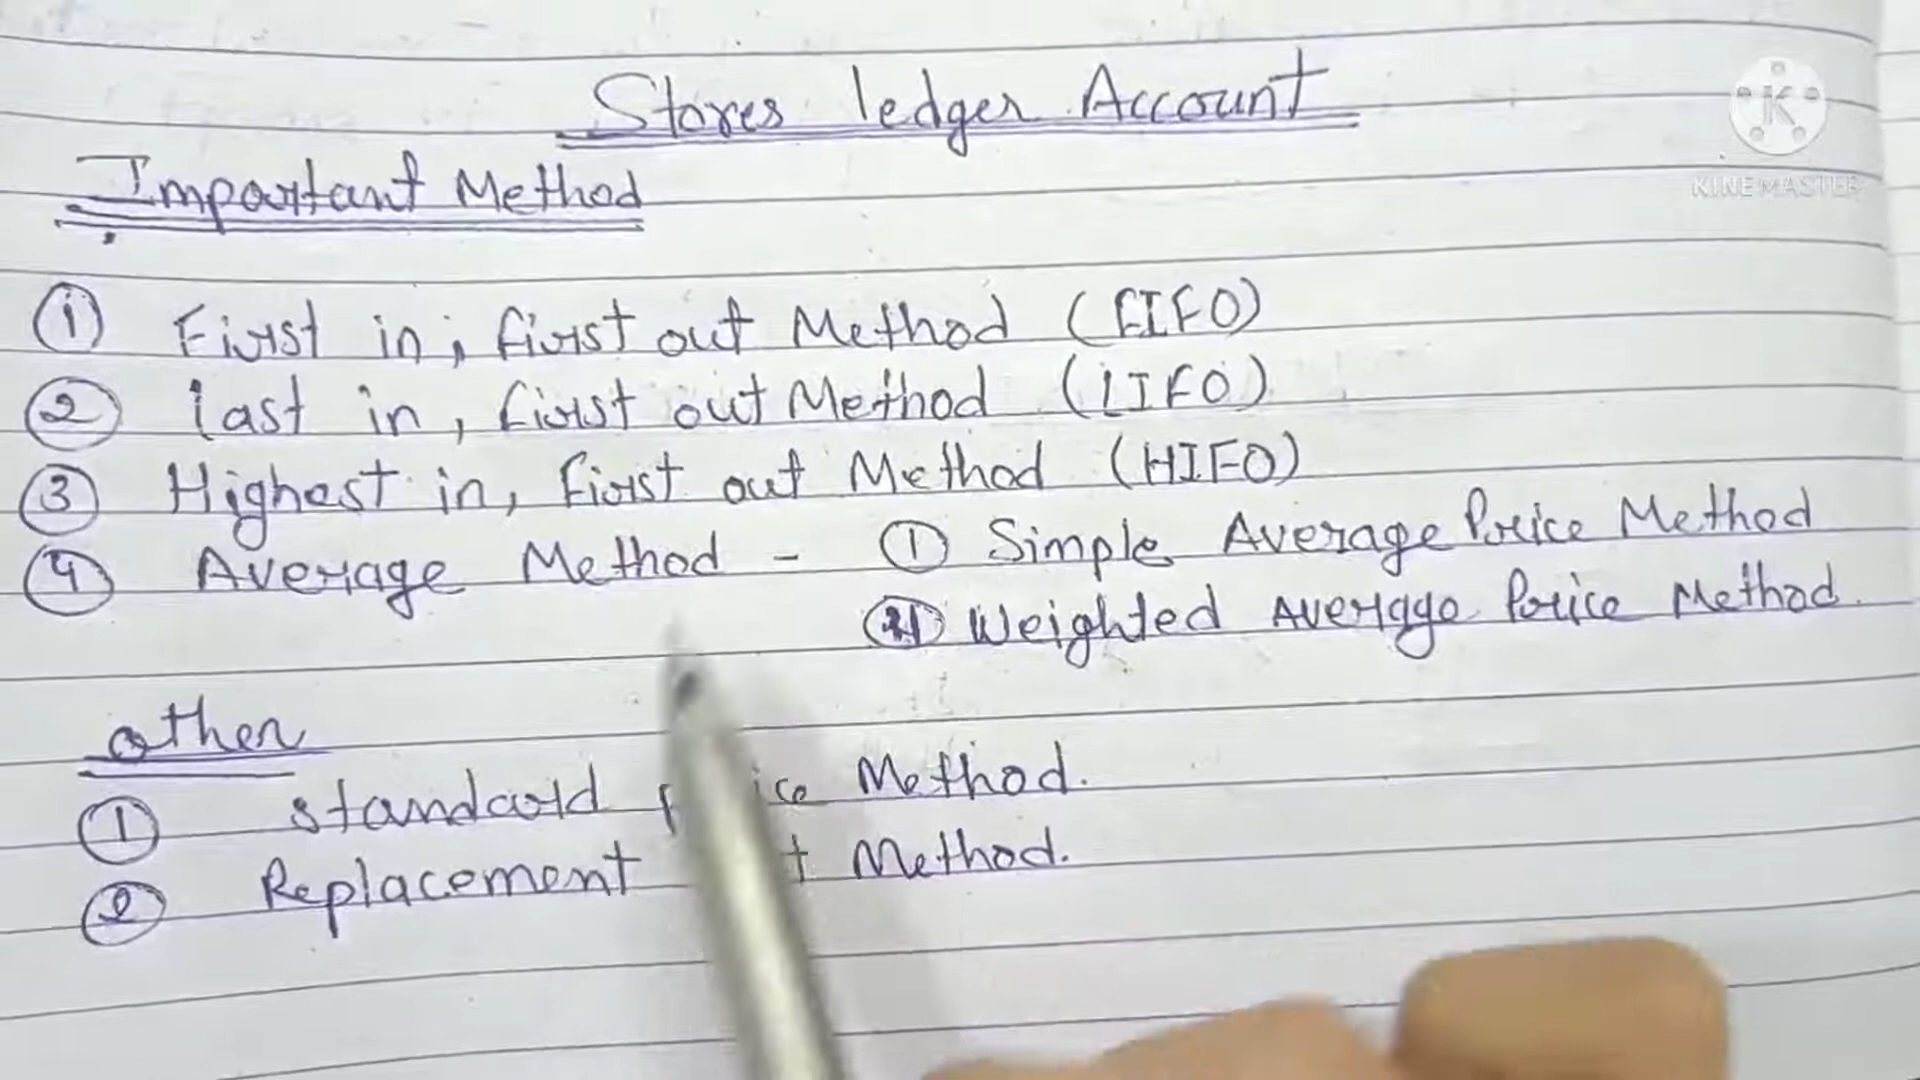 Stores ledger Account
Important Method
① First in, first out Method (FIFO)
② Last in, first out Method (LIFO)
③ Highest in, first out Method (HIFO)
④ Average Method - ① Simple Average Price Method
Weighted Average Price Method.
other
① standard Method.
② Replacement Method.
K
KINEMASTER